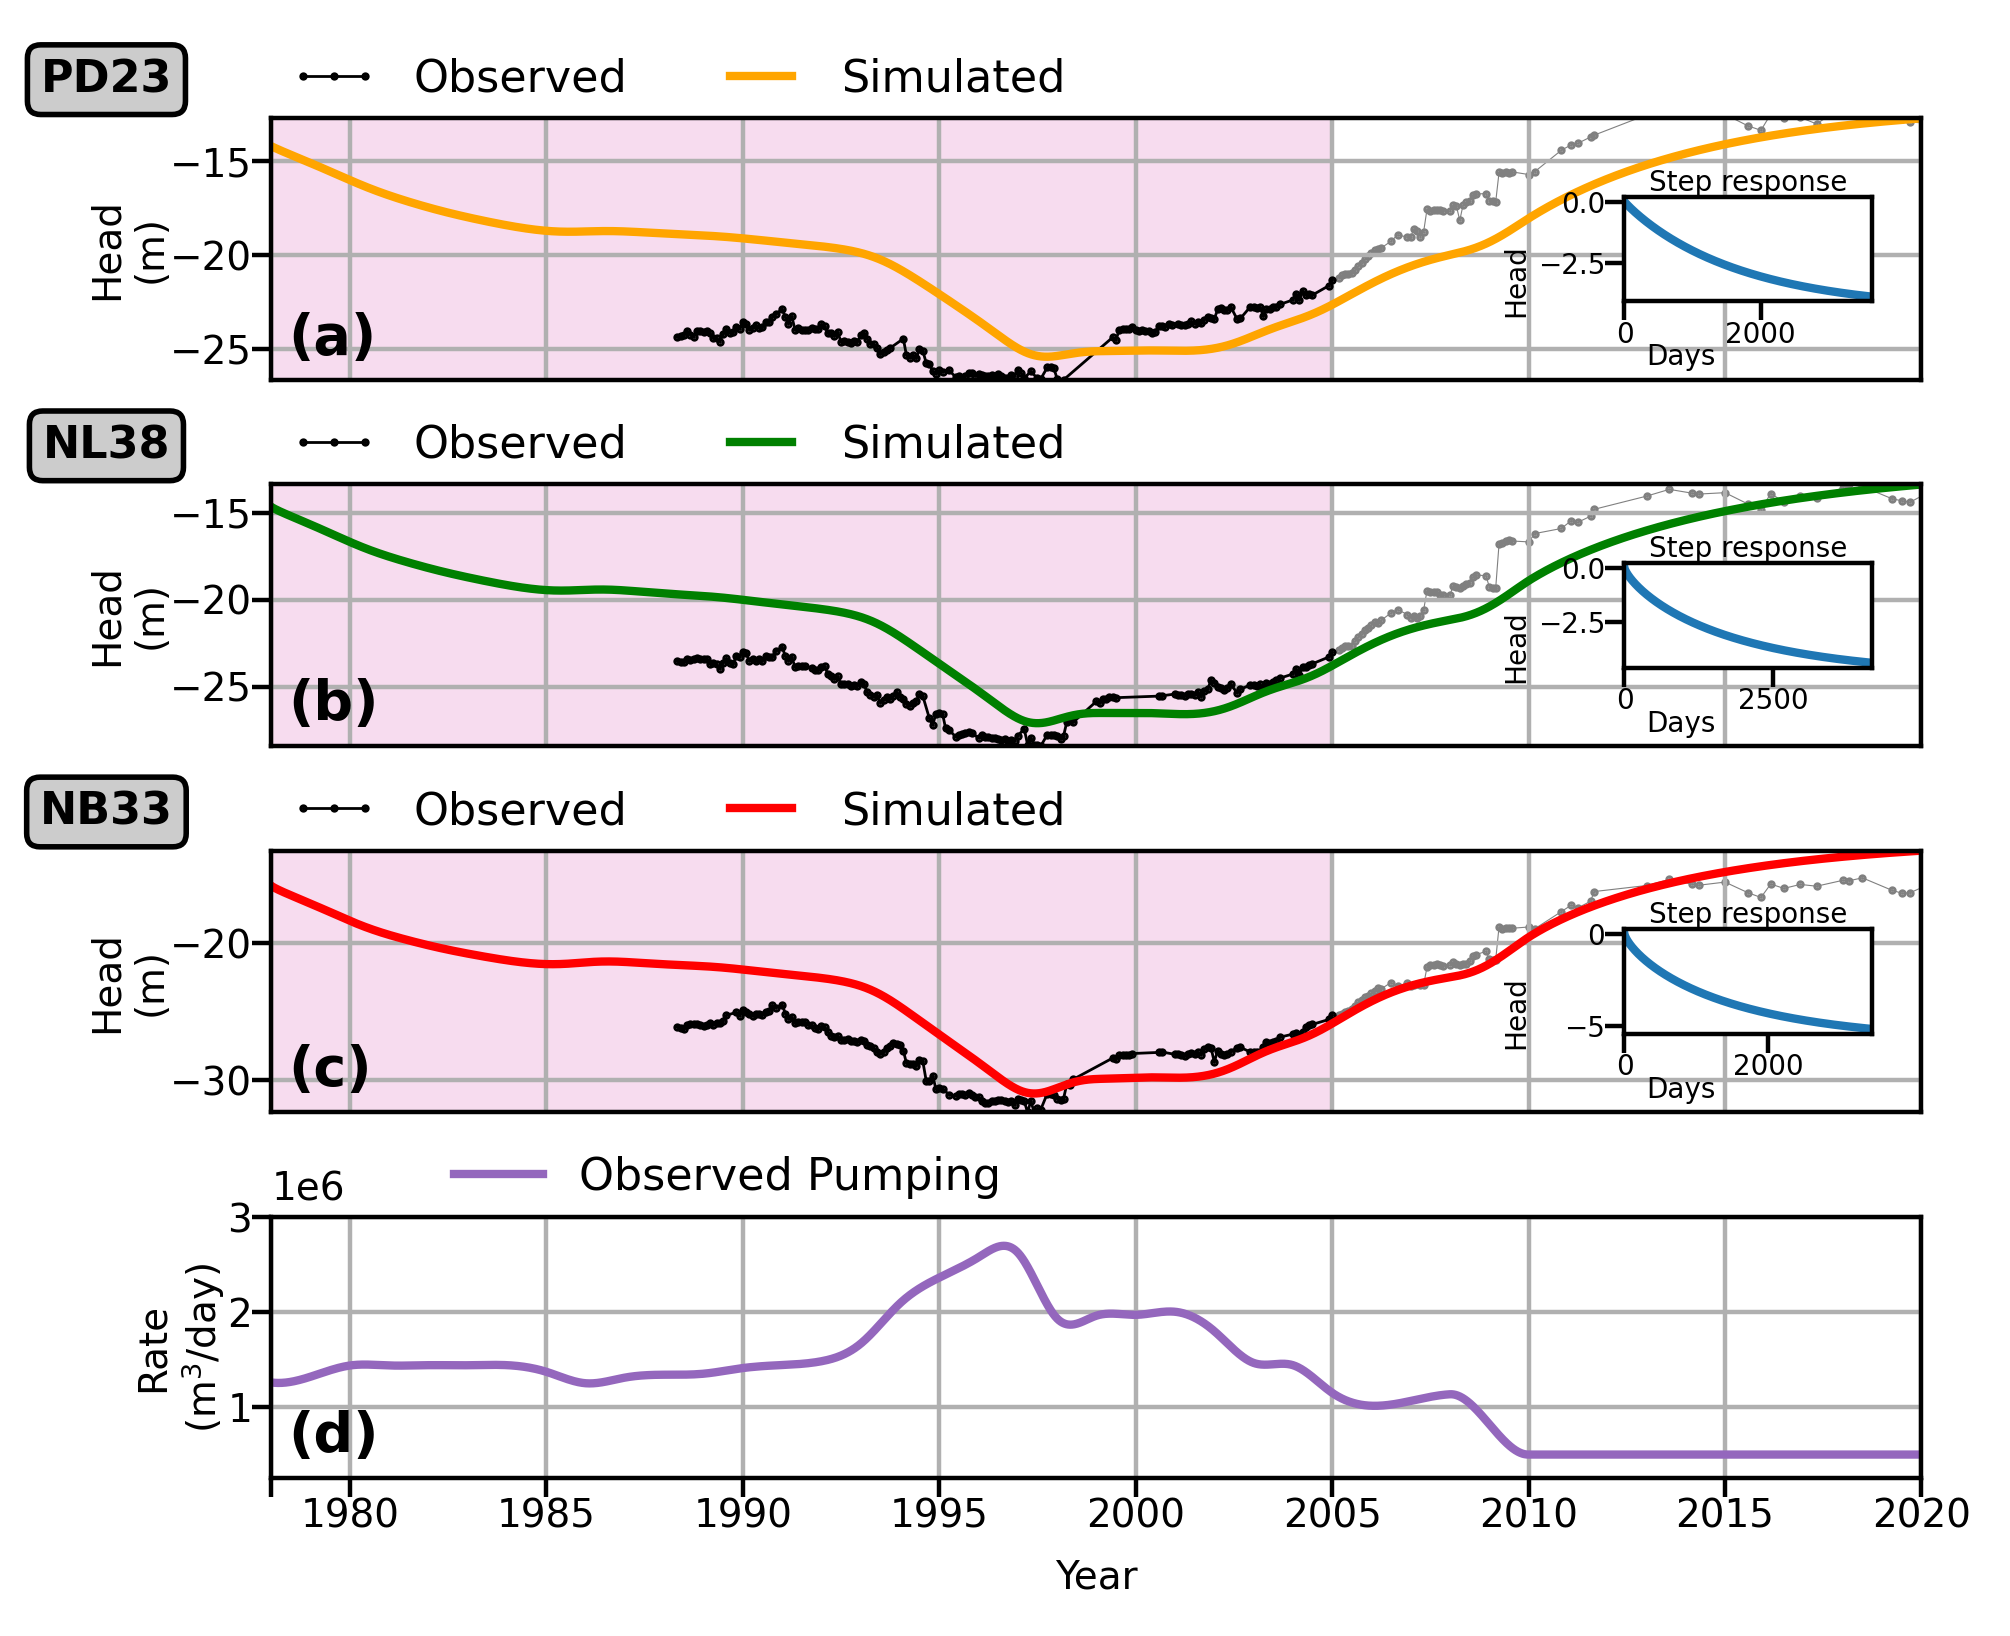 PD23
Observed
Simulated
Head
(m)
−15
−20
−25
(a)
Step response
Head
0.0
−2.5
0
2000
Days
NL38
Observed
Simulated
Head
(m)
−15
−20
−25
(b)
Step response
Head
0.0
−2.5
0
2500
Days
NB33
Observed
Simulated
Head
(m)
−20
−30
(c)
Step response
Head
0
−5
0
2000
Days
Observed Pumping
1e6
Rate
(m³/day)
3
2
1
(d)
1980 1985 1990 1995 2000 2005 2010 2015 2020
Year